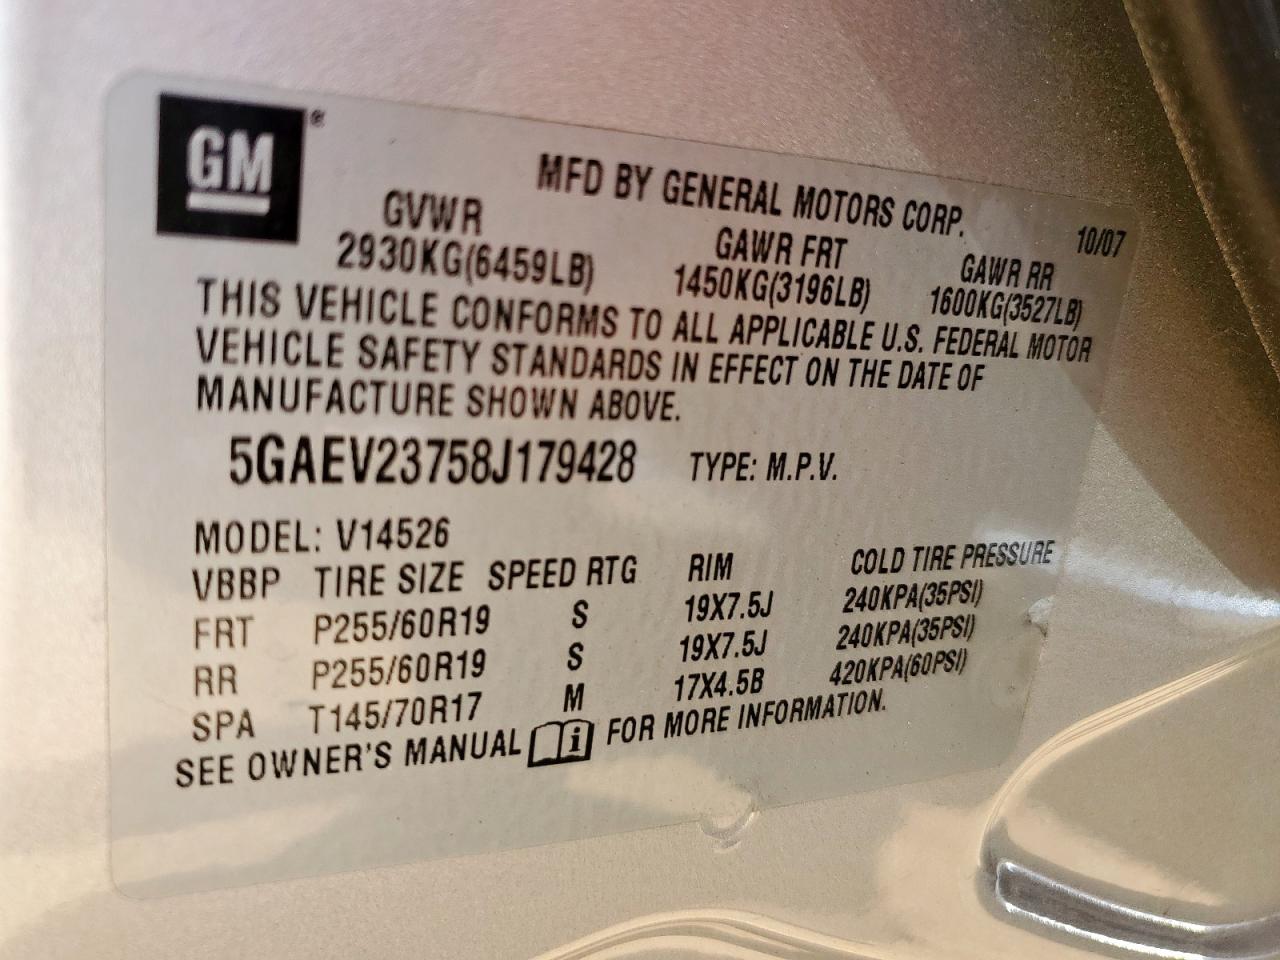 GM®
MFD BY GENERAL MOTORS CORP.
10/07
GVWR GAWR FRT GAWR RR
2930KG(6459LB) 1450KG(3196LB) 1600KG(3527LB)
THIS VEHICLE CONFORMS TO ALL APPLICABLE U.S. FEDERAL MOTOR
VEHICLE SAFETY STANDARDS IN EFFECT ON THE DATE OF
MANUFACTURE SHOWN ABOVE.
5GAEV23758J179428 TYPE: M.P.V.
MODEL: V14526
VBBP TIRE SIZE SPEED RTG RIM COLD TIRE PRESSURE
FRT P255/60R19 S 19X7.5J 240KPA(35PSI)
RR P255/60R19 S 19X7.5J 240KPA(35PSI)
SPA T145/70R17 M 17X4.5B 420KPA(60PSI)
SEE OWNER'S MANUAL i FOR MORE INFORMATION.